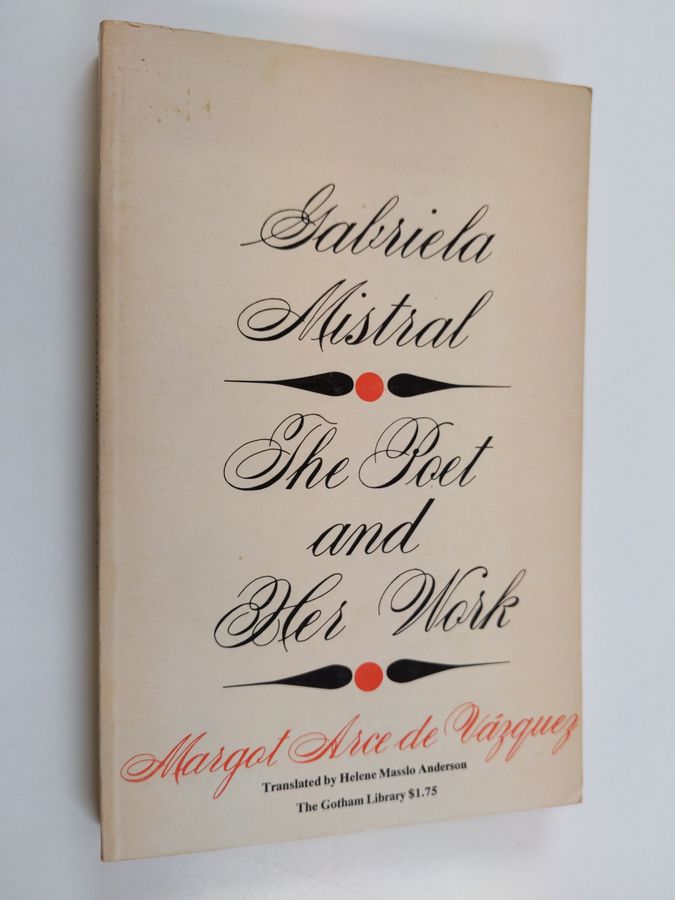 Gabriela
Mistral
The Poet
and
Her Work
Margot Arce de Vázquez
Translated by Helene Masslo Anderson
The Gotham Library $1.75